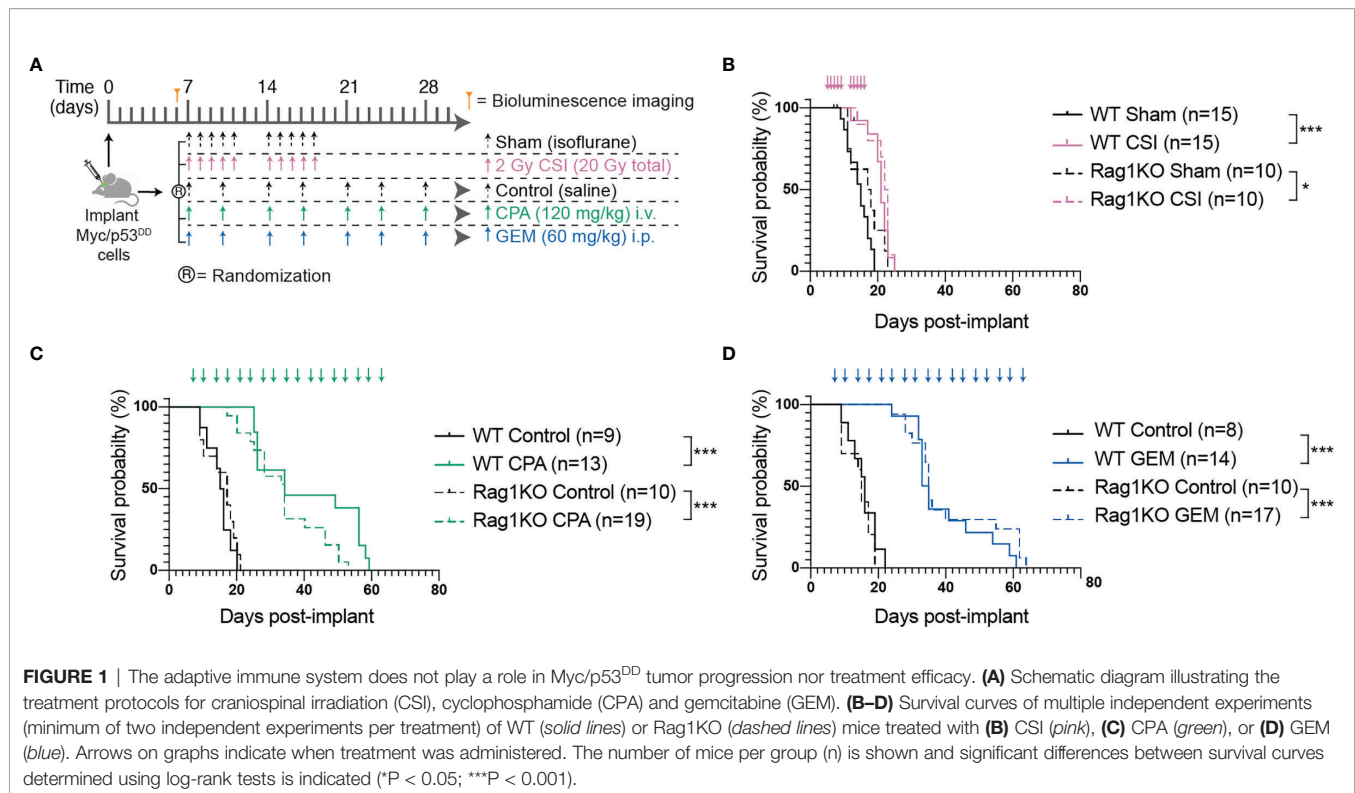 A
Time
(days)
0 7 14 21 28
= Bioluminescence imaging
Sham (isoflurane)
2 Gy CSI (20 Gy total)
Control (saline)
CPA (120 mg/kg) i.v.
GEM (60 mg/kg) i.p.
R
Implant
Myc/p53DD
cells
R = Randomization
B
Survival probability (%)
100
50
0
0 20 40 60 80
Days post-implant
WT Sham (n=15)
WT CSI (n=15)
***
Rag1KO Sham (n=10)
Rag1KO CSI (n=10)
*
C
Survival probability (%)
100
50
0
0 20 40 60 80
Days post-implant
WT Control (n=9)
WT CPA (n=13)
***
Rag1KO Control (n=10)
Rag1KO CPA (n=19)
***
D
Survival probability (%)
100
50
0
0 20 40 60 80
Days post-implant
WT Control (n=8)
WT GEM (n=14)
***
Rag1KO Control (n=10)
Rag1KO GEM (n=17)
***
FIGURE 1 | The adaptive immune system does not play a role in Myc/p53DD tumor progression nor treatment efficacy. (A) Schematic diagram illustrating the
treatment protocols for craniospinal irradiation (CSI), cyclophosphamide (CPA) and gemcitabine (GEM). (B–D) Survival curves of multiple independent experiments
(minimum of two independent experiments per treatment) of WT (solid lines) or Rag1KO (dashed lines) mice treated with (B) CSI (pink), (C) CPA (green), or (D) GEM
(blue). Arrows on graphs indicate when treatment was administered. The number of mice per group (n) is shown and significant differences between survival curves
determined using log-rank tests is indicated (*P < 0.05; ***P < 0.001).